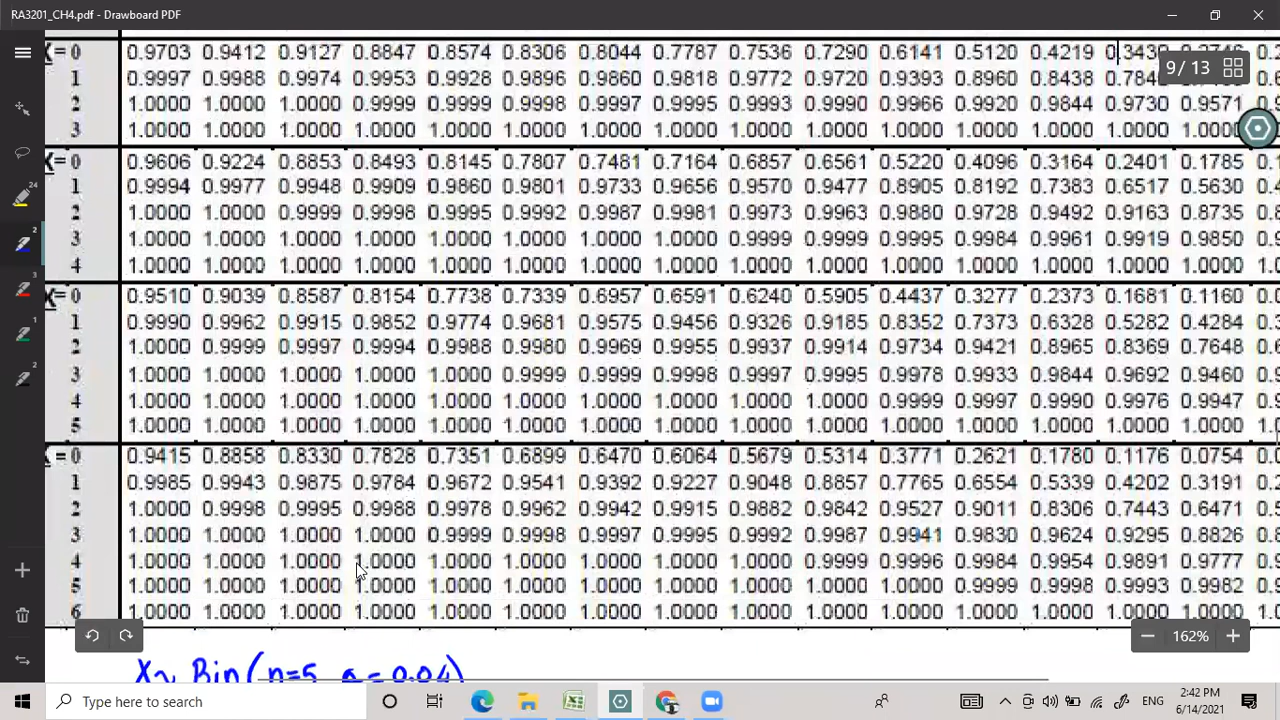 RA3201_CH4.pdf - Drawboard PDF
X= 0 0.9703 0.9412 0.9127 0.8847 0.8574 0.8306 0.8044 0.7787 0.7536 0.7290 0.6141 0.5120 0.4219
1 0.9997 0.9988 0.9974 0.9953 0.9928 0.9896 0.9860 0.9818 0.9772 0.9720 0.9393 0.8960 0.8438
2 1.0000 1.0000 1.0000 0.9999 0.9999 0.9998 0.9997 0.9995 0.9993 0.9990 0.9966 0.9920 0.9844 0.9730 0.9571
3 1.0000 1.0000 1.0000 1.0000 1.0000 1.0000 1.0000 1.0000 1.0000 1.0000 1.0000 1.0000 1.0000 1.0000
9 / 13
X= 0 0.9606 0.9224 0.8853 0.8493 0.8145 0.7807 0.7481 0.7164 0.6857 0.6561 0.5220 0.4096 0.3164 0.2401 0.1785
1 0.9994 0.9977 0.9948 0.9909 0.9860 0.9801 0.9733 0.9656 0.9570 0.9477 0.8905 0.8192 0.7383 0.6517 0.5630
2 1.0000 1.0000 0.9999 0.9998 0.9995 0.9992 0.9987 0.9981 0.9973 0.9963 0.9880 0.9728 0.9492 0.9163 0.8735
3 1.0000 1.0000 1.0000 1.0000 1.0000 1.0000 1.0000 1.0000 0.9999 0.9999 0.9995 0.9984 0.9961 0.9919 0.9850
4 1.0000 1.0000 1.0000 1.0000 1.0000 1.0000 1.0000 1.0000 1.0000 1.0000 1.0000 1.0000 1.0000 1.0000 1.0000
X= 0 0.9510 0.9039 0.8587 0.8154 0.7738 0.7339 0.6957 0.6591 0.6240 0.5905 0.4437 0.3277 0.2373 0.1681 0.1160
1 0.9990 0.9962 0.9915 0.9852 0.9774 0.9681 0.9575 0.9456 0.9326 0.9185 0.8352 0.7373 0.6328 0.5282 0.4284
2 1.0000 0.9999 0.9997 0.9994 0.9988 0.9980 0.9969 0.9955 0.9937 0.9914 0.9734 0.9421 0.8965 0.8369 0.7648
3 1.0000 1.0000 1.0000 1.0000 1.0000 0.9999 0.9999 0.9998 0.9997 0.9995 0.9978 0.9933 0.9844 0.9692 0.9460
4 1.0000 1.0000 1.0000 1.0000 1.0000 1.0000 1.0000 1.0000 1.0000 1.0000 0.9999 0.9997 0.9990 0.9976 0.9947
5 1.0000 1.0000 1.0000 1.0000 1.0000 1.0000 1.0000 1.0000 1.0000 1.0000 1.0000 1.0000 1.0000 1.0000 1.0000
X= 0 0.9415 0.8858 0.8330 0.7828 0.7351 0.6899 0.6470 0.6064 0.5679 0.5314 0.3771 0.2621 0.1780 0.1176 0.0754
1 0.9985 0.9943 0.9875 0.9784 0.9672 0.9541 0.9392 0.9227 0.9048 0.8857 0.7765 0.6554 0.5339 0.4202 0.3191
2 1.0000 0.9998 0.9995 0.9988 0.9978 0.9962 0.9942 0.9915 0.9882 0.9842 0.9527 0.9011 0.8306 0.7443 0.6471
3 1.0000 1.0000 1.0000 1.0000 0.9999 0.9998 0.9997 0.9995 0.9992 0.9987 0.9941 0.9830 0.9624 0.9295 0.8826
4 1.0000 1.0000 1.0000 1.0000 1.0000 1.0000 1.0000 1.0000 1.0000 0.9999 0.9996 0.9984 0.9954 0.9891 0.9777
5 1.0000 1.0000 1.0000 1.0000 1.0000 1.0000 1.0000 1.0000 1.0000 1.0000 1.0000 0.9999 0.9998 0.9993 0.9982
6 1.0000 1.0000 1.0000 1.0000 1.0000 1.0000 1.0000 1.0000 1.0000 1.0000 1.0000 1.0000 1.0000 1.0000 1.0000
162%
X~ Bin(n=5,
24
2
3
1
2
Type here to search
ENG
2:42 PM
6/14/2021